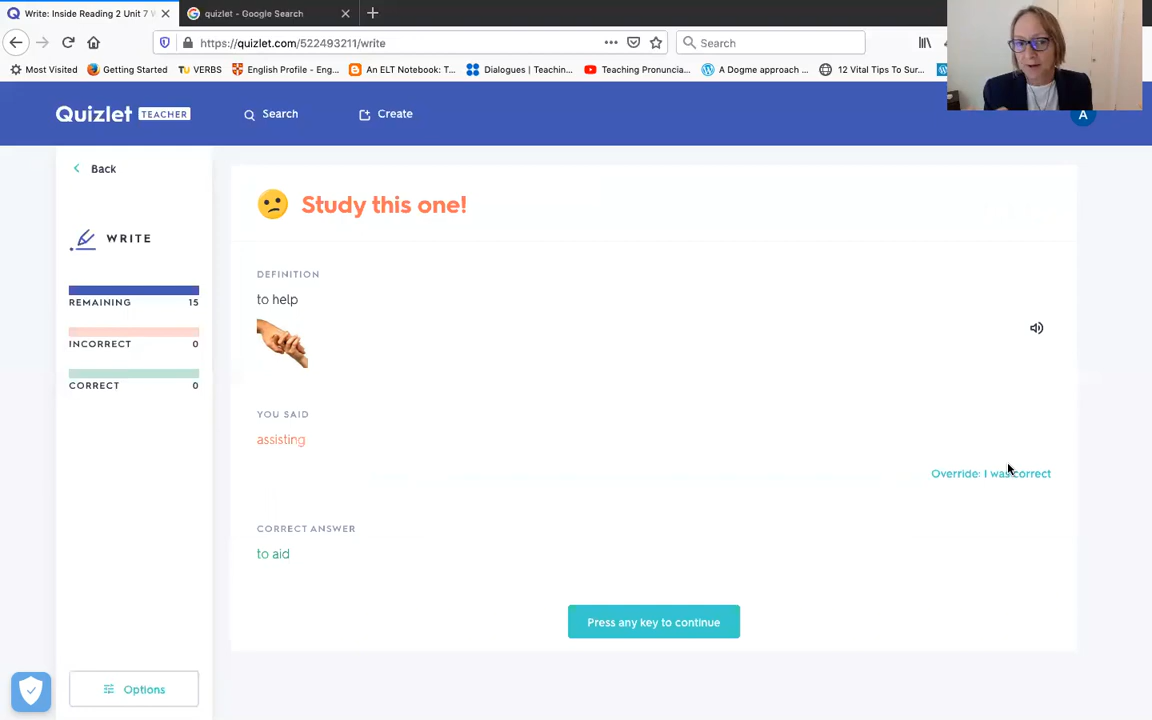 Write: Inside Reading 2 Unit 7 W
quizlet - Google Search
https://quizlet.com/522493211/write
Search
Most Visited
Getting Started
TU VERBS
English Profile - Eng...
An ELT Notebook: T...
Dialogues | Teachin...
Teaching Pronuncia...
A Dogme approach ...
12 Vital Tips To Sur...
Quizlet TEACHER
Search
Create
A
Back
WRITE
REMAINING 15
INCORRECT 0
CORRECT 0
Options
Study this one!
DEFINITION
to help
YOU SAID
assisting
Override: I was correct
CORRECT ANSWER
to aid
Press any key to continue